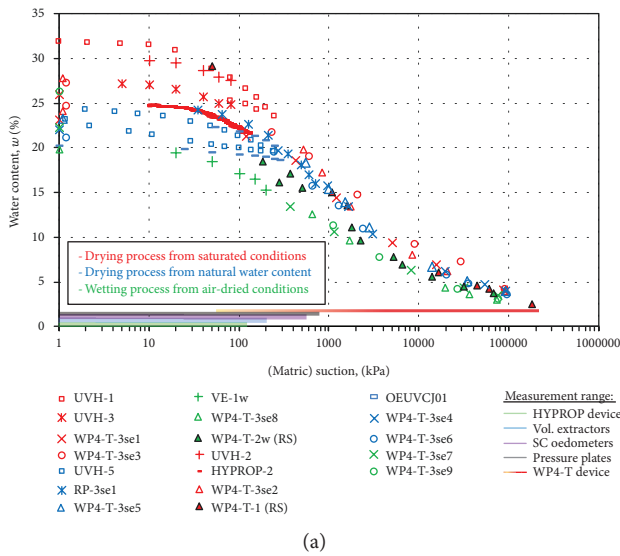 35
30
25
20
15
10
5
0
Water content, w (%)
- Drying process from saturated conditions
- Drying process from natural water content
- Wetting process from air-dried conditions
1 10 100 1000 10000 100000 1000000
(Matric) suction, (kPa)
UVH-1
UVH-3
WP4-T-3se1
WP4-T-3se3
UVH-5
RP-3se1
WP4-T-3se5
VE-1w
WP4-T-3se8
WP4-T-2w (RS)
UVH-2
HYPROP-2
WP4-T-3se2
WP4-T-1 (RS)
OEUVCJ01
WP4-T-3se4
WP4-T-3se6
WP4-T-3se7
WP4-T-3se9
Measurement range:
HYPROP device
Vol. extractors
SC oedometers
Pressure plates
WP4-T device
(a)